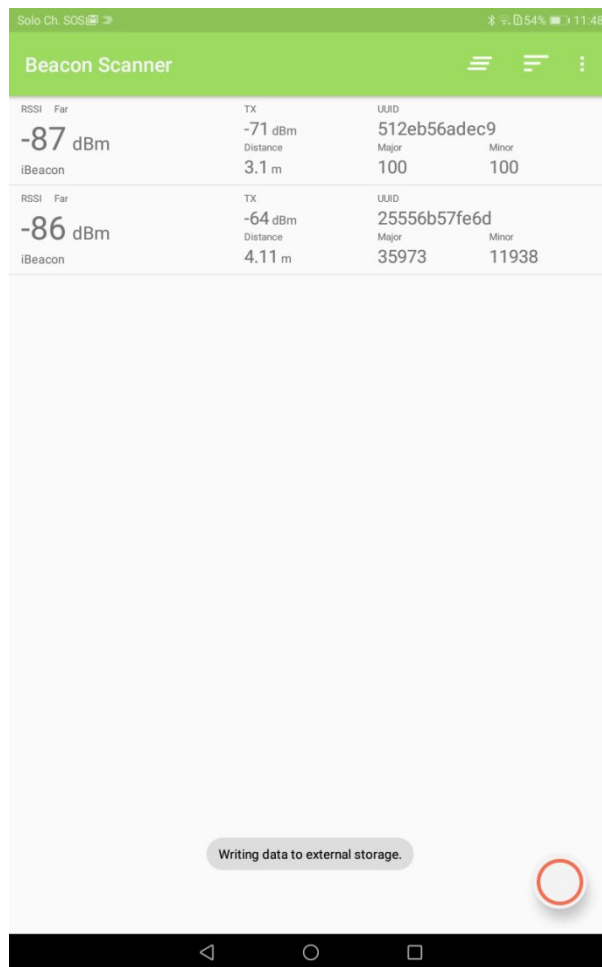 Solo Ch. SOS 54% 11:48
Beacon Scanner
RSSI Far TX UUID
-87 dBm -71 dBm 512eb56adec9
Distance Major Minor
iBeacon 3.1 m 100 100
RSSI Far TX UUID
-86 dBm -64 dBm 25556b57fe6d
Distance Major Minor
iBeacon 4.11 m 35973 11938
Writing data to external storage.